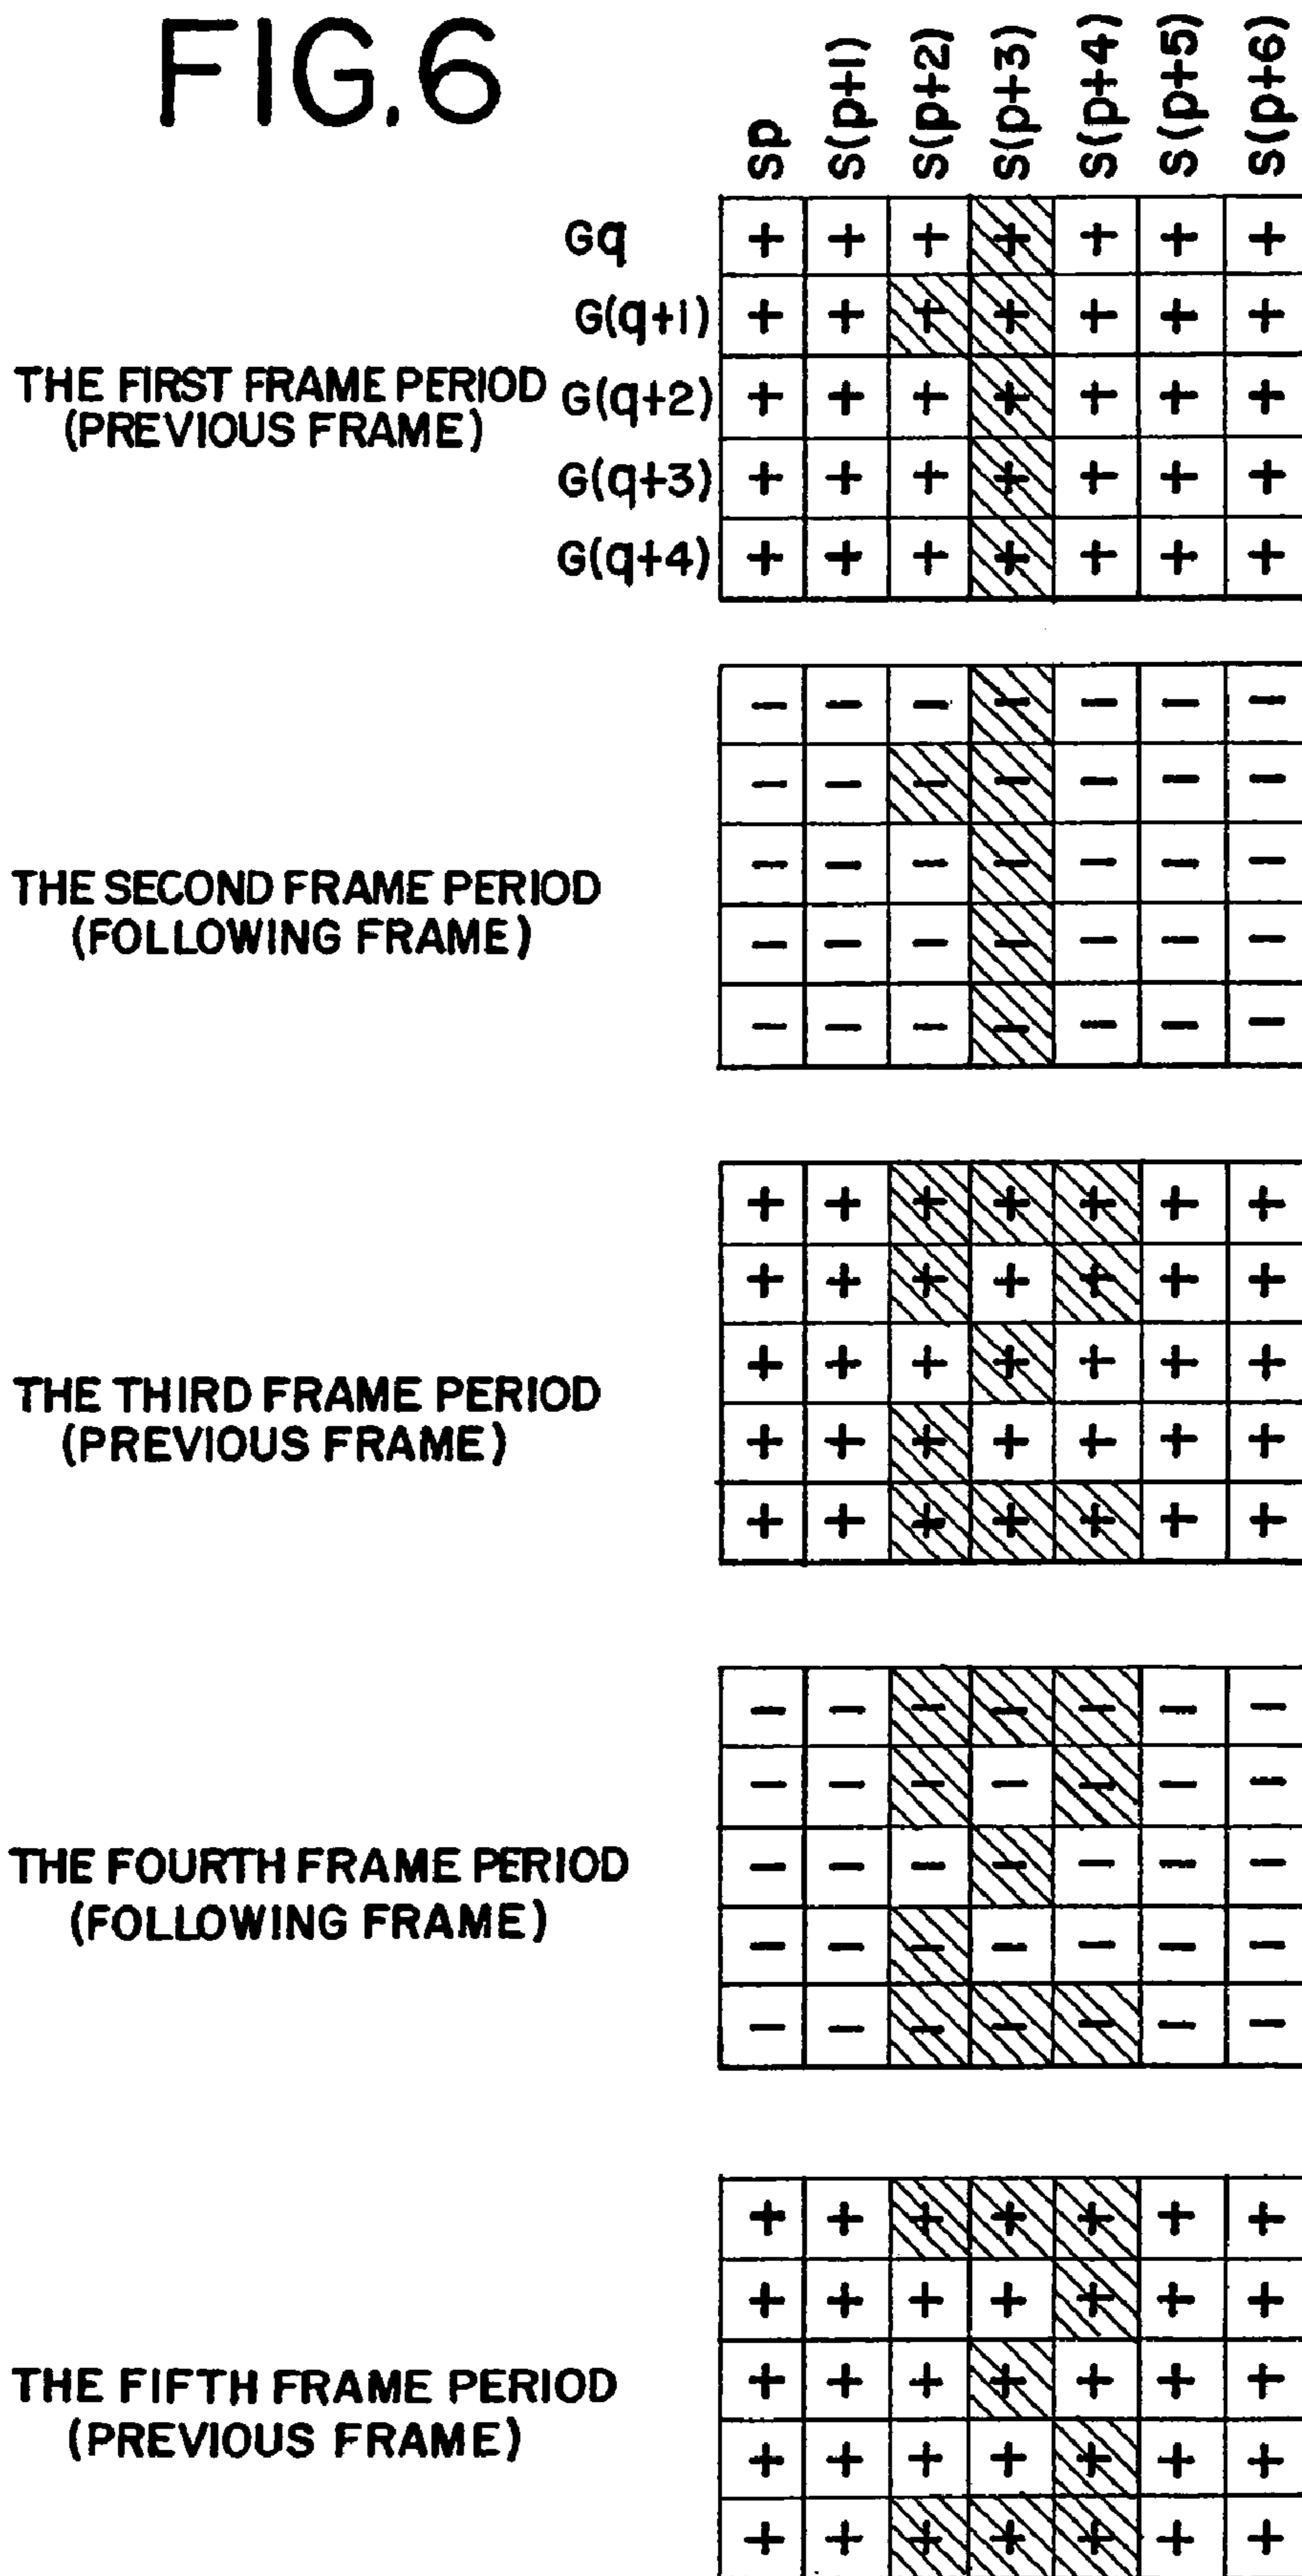 FIG.6
Sp S(p+1) S(p+2) S(p+3) S(p+4) S(p+5) S(p+6)
Gq + + + + + + +
G(q+1) + + + + + + +
THE FIRST FRAME PERIOD
(PREVIOUS FRAME)
G(q+2) + + + + + + +
G(q+3) + + + + + + +
G(q+4) + + + + + + +
- - - - - - -
- - - - - - -
- - - - - - -
THE SECOND FRAME PERIOD
(FOLLOWING FRAME)
- - - - - - -
- - - - - - -
+ + + + + + +
+ + + + + + +
+ + + + + + +
THE THIRD FRAME PERIOD
(PREVIOUS FRAME)
+ + + + + + +
+ + + + + + +
- - - - - - -
- - - - - - -
- - - - - - -
THE FOURTH FRAME PERIOD
(FOLLOWING FRAME)
- - - - - - -
- - - - - - -
+ + + + + + +
+ + + + + + +
+ + + + + + +
THE FIFTH FRAME PERIOD
(PREVIOUS FRAME)
+ + + + + + +
+ + + + + + +